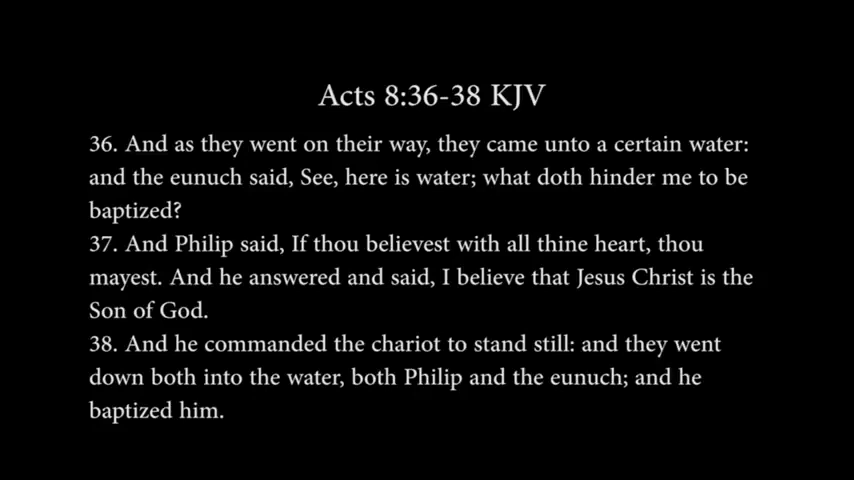 Acts 8:36-38 KJV
36. And as they went on their way, they came unto a certain water:
and the eunuch said, See, here is water; what doth hinder me to be
baptized?
37. And Philip said, If thou believest with all thine heart, thou
mayest. And he answered and said, I believe that Jesus Christ is the
Son of God.
38. And he commanded the chariot to stand still: and they went
down both into the water, both Philip and the eunuch; and he
baptized him.